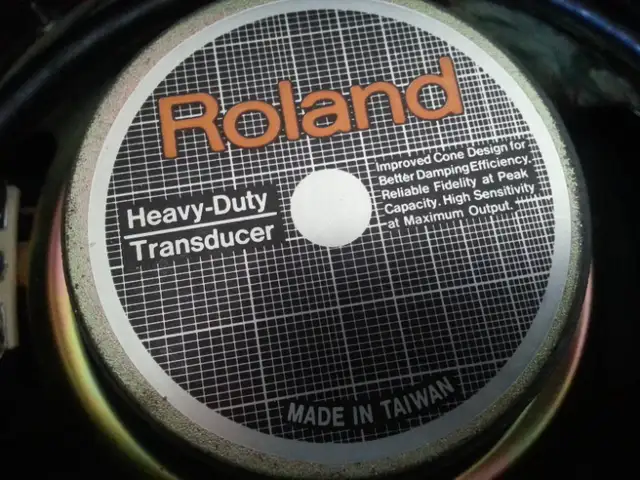 Roland
Heavy-Duty
Transducer
Improved Cone Design for
Better Damping Efficiency.
Reliable Fidelity at Peak
Capacity. High Sensitivity
at Maximum Output.
MADE IN TAIWAN